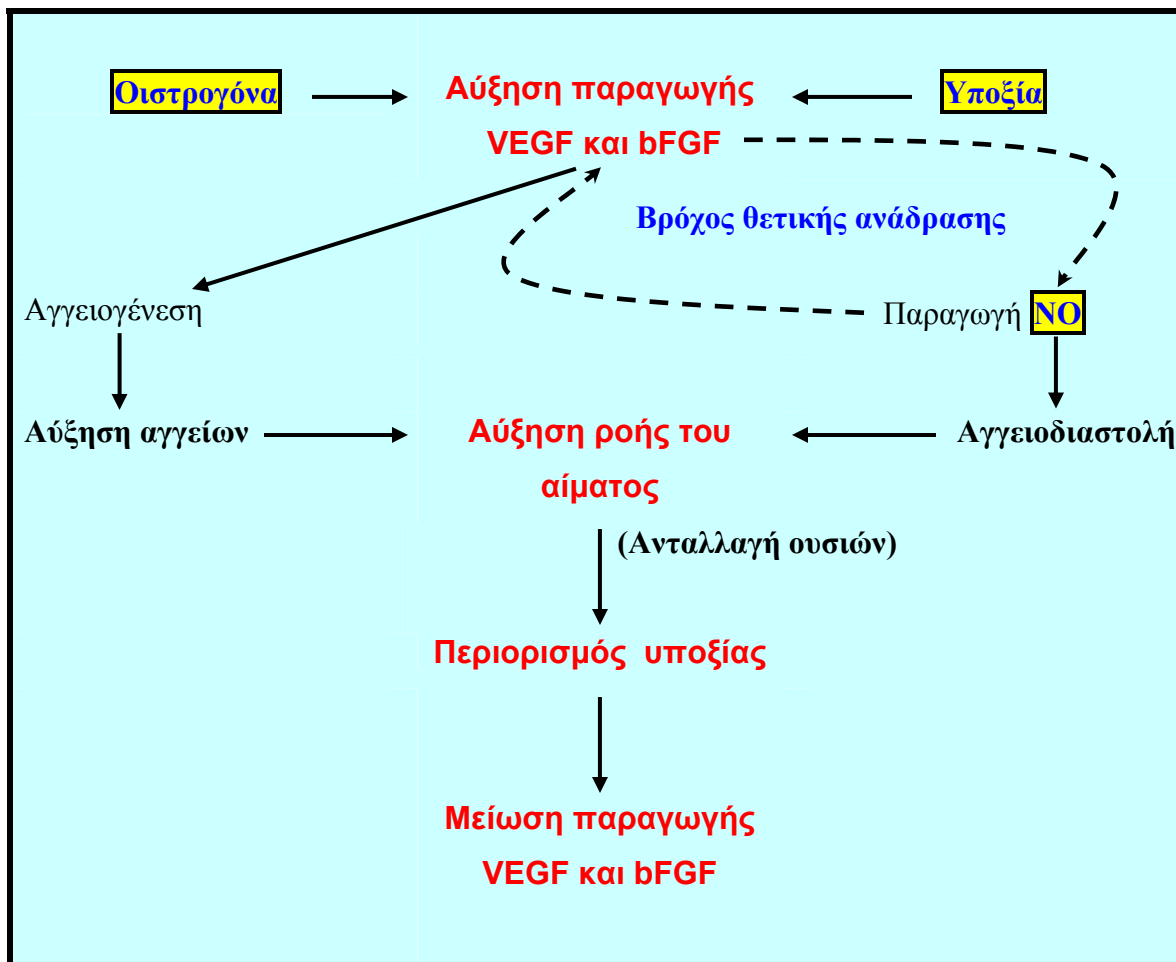 Οιστρογόνα
Αύξηση παραγωγής
Υποξία
VEGF και bFGF
Βρόχος θετικής ανάδρασης
Αγγειογένεση
Παραγωγή NO
Αύξηση αγγείων
Αύξηση ροής του
αίματος
Αγγειοδιαστολή
(Ανταλλαγή ουσιών)
Περιορισμός υποξίας
Μείωση παραγωγής
VEGF και bFGF